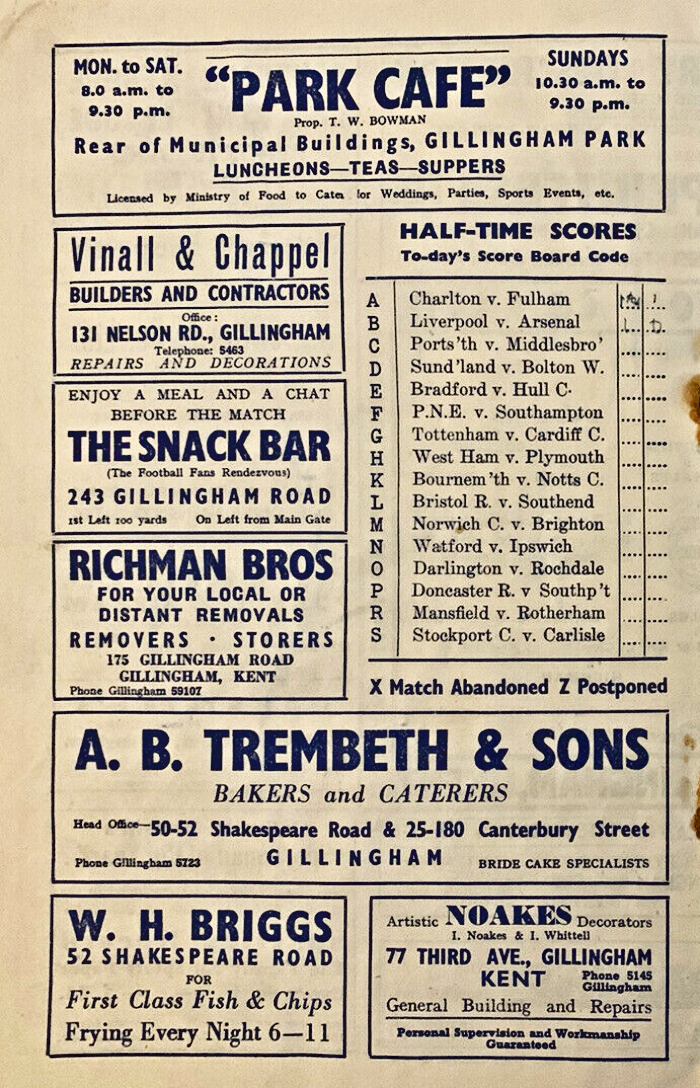 MON. to SAT.
8.0 a.m. to
9.30 p.m.
"PARK CAFE"
Prop. T. W. BOWMAN
SUNDAYS
10.30 a.m. to
9.30 p.m.
Rear of Municipal Buildings, GILLINGHAM PARK
LUNCHEONS—TEAS—SUPPERS
Licensed by Ministry of Food to Cater for Weddings, Parties, Sports Events, etc.
Vinall & Chappel
BUILDERS AND CONTRACTORS
Office:
131 NELSON RD., GILLINGHAM
Telephone: 5463
REPAIRS AND DECORATIONS
ENJOY A MEAL AND A CHAT
BEFORE THE MATCH
THE SNACK BAR
(The Football Fans Rendezvous)
243 GILLINGHAM ROAD
1st Left 100 yards On Left from Main Gate
RICHMAN BROS
FOR YOUR LOCAL OR
DISTANT REMOVALS
REMOVERS · STORERS
175 GILLINGHAM ROAD
GILLINGHAM, KENT
Phone Gillingham 59107
HALF-TIME SCORES
To-day's Score Board Code
A Charlton v. Fulham
B Liverpool v. Arsenal
C Ports'th v. Middlesbro'
D Sund'land v. Bolton W.
E Bradford v. Hull C·
F P.N.E. v. Southampton
G Tottenham v. Cardiff C.
H West Ham v. Plymouth
K Bournem'th v. Notts C.
L Bristol R. v. Southend
M Norwich C. v. Brighton
N Watford v. Ipswich
O Darlington v. Rochdale
P Doncaster R. v Southp't
R Mansfield v. Rotherham
S Stockport C. v. Carlisle
X Match Abandoned Z Postponed
A. B. TREMBETH & SONS
BAKERS and CATERERS
Head Office—50-52 Shakespeare Road & 25-180 Canterbury Street
Phone Gillingham 5723 GILLINGHAM BRIDE CAKE SPECIALISTS
W. H. BRIGGS
52 SHAKESPEARE ROAD
FOR
First Class Fish & Chips
Frying Every Night 6—11
Artistic NOAKES Decorators
I. Noakes & I. Whittell
77 THIRD AVE., GILLINGHAM
KENT Phone 5145
Gillingham
General Building and Repairs
Personal Supervision and Workmanship
Guaranteed